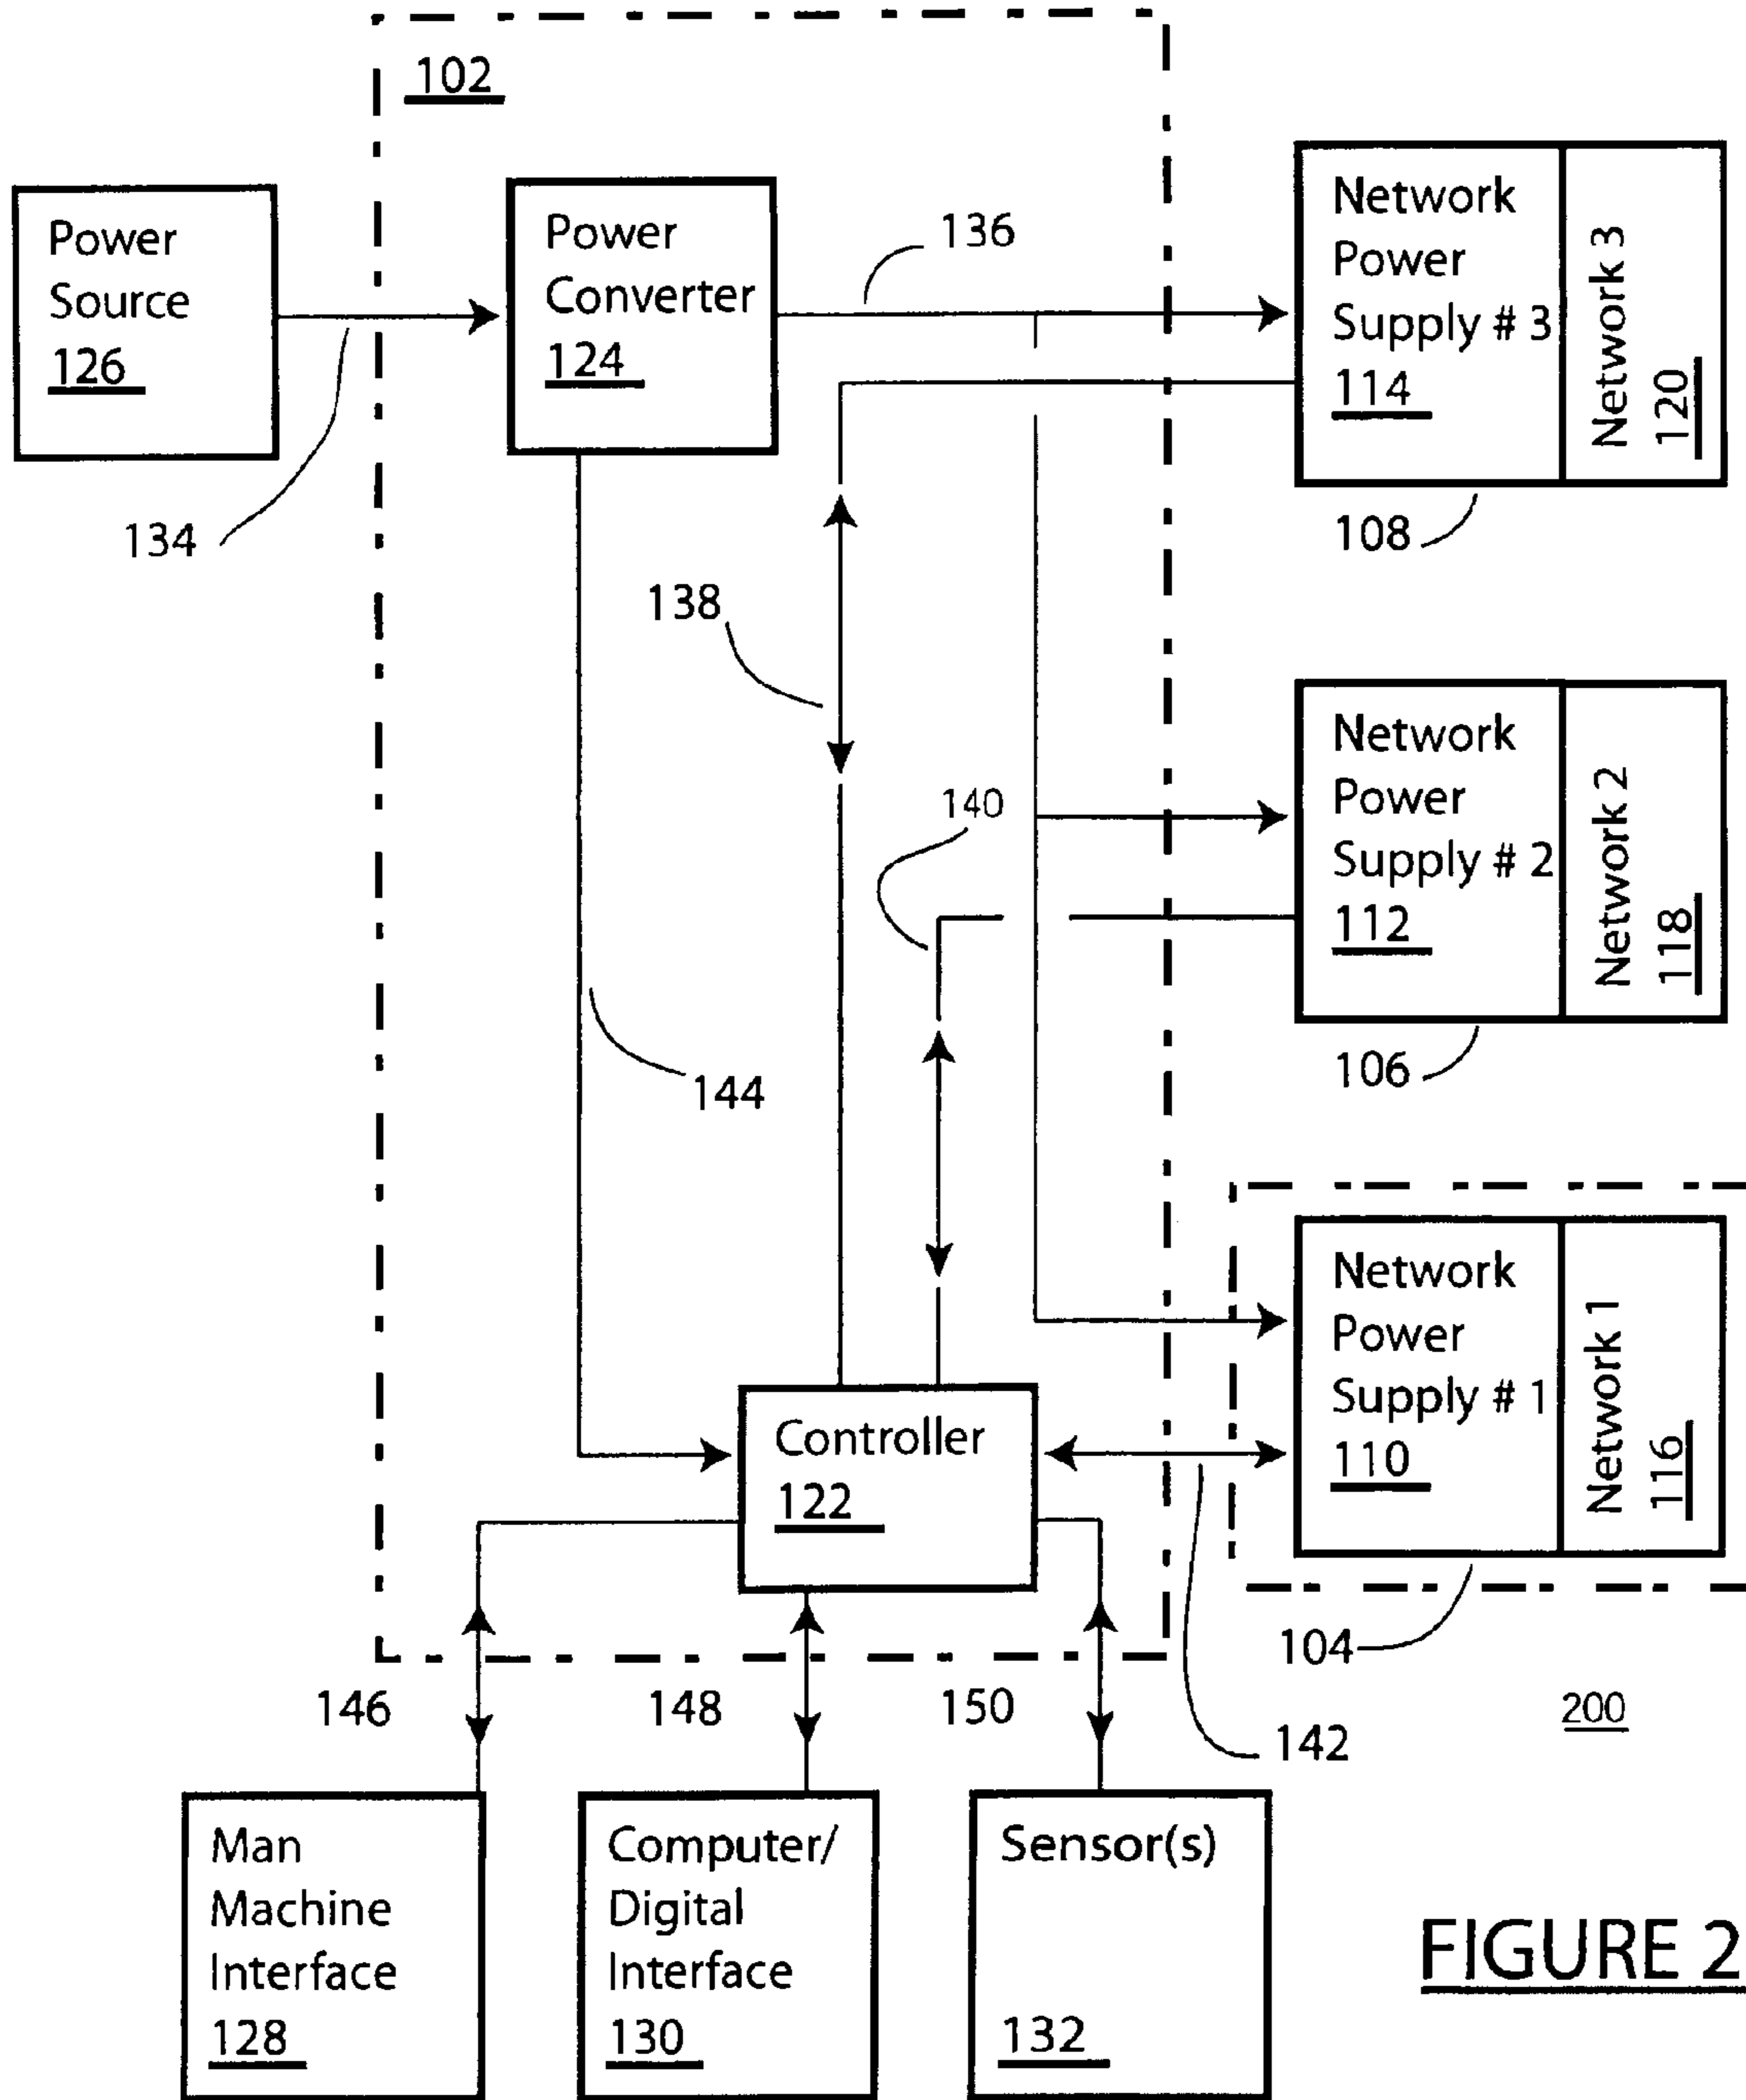 102
Power
Source
126
Power
Converter
124
136
Network
Power
Supply # 3
114
Network 3
120
134
108
138
Network
Power
Supply # 2
112
Network 2
118
140
106
144
Network
Power
Supply # 1
110
Network 1
116
Controller
122
104
146
148
150
142
200
Man
Machine
Interface
128
Computer/
Digital
Interface
130
Sensor(s)
132
FIGURE 2